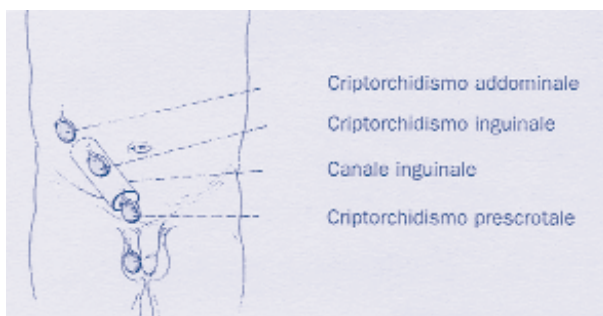 Criptorchidismo addominale
Criptorchidismo inguinale
Canale inguinale
Criptorchidismo prescrotale